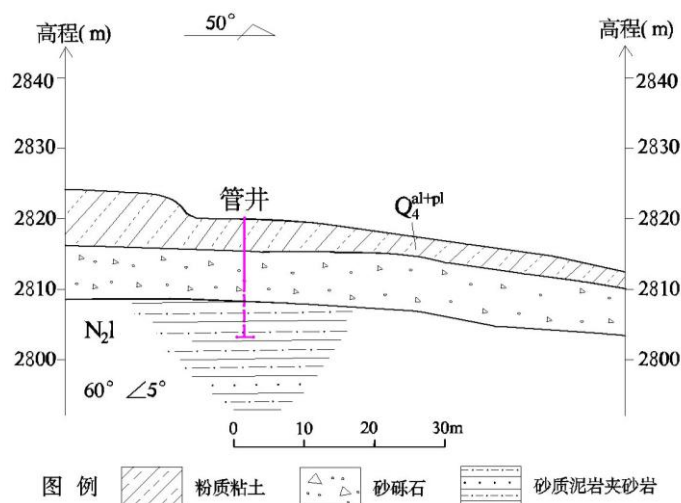 高程(m) 50° 高程(m)
2840 2840
2830 2830
2820 管井 Q₄^{al+pl} 2820
2810 2810
N₂l
2800 2800
60° ∠5°
0 10 20 30m
图 例 粉质粘土 砂砾石 砂质泥岩夹砂岩